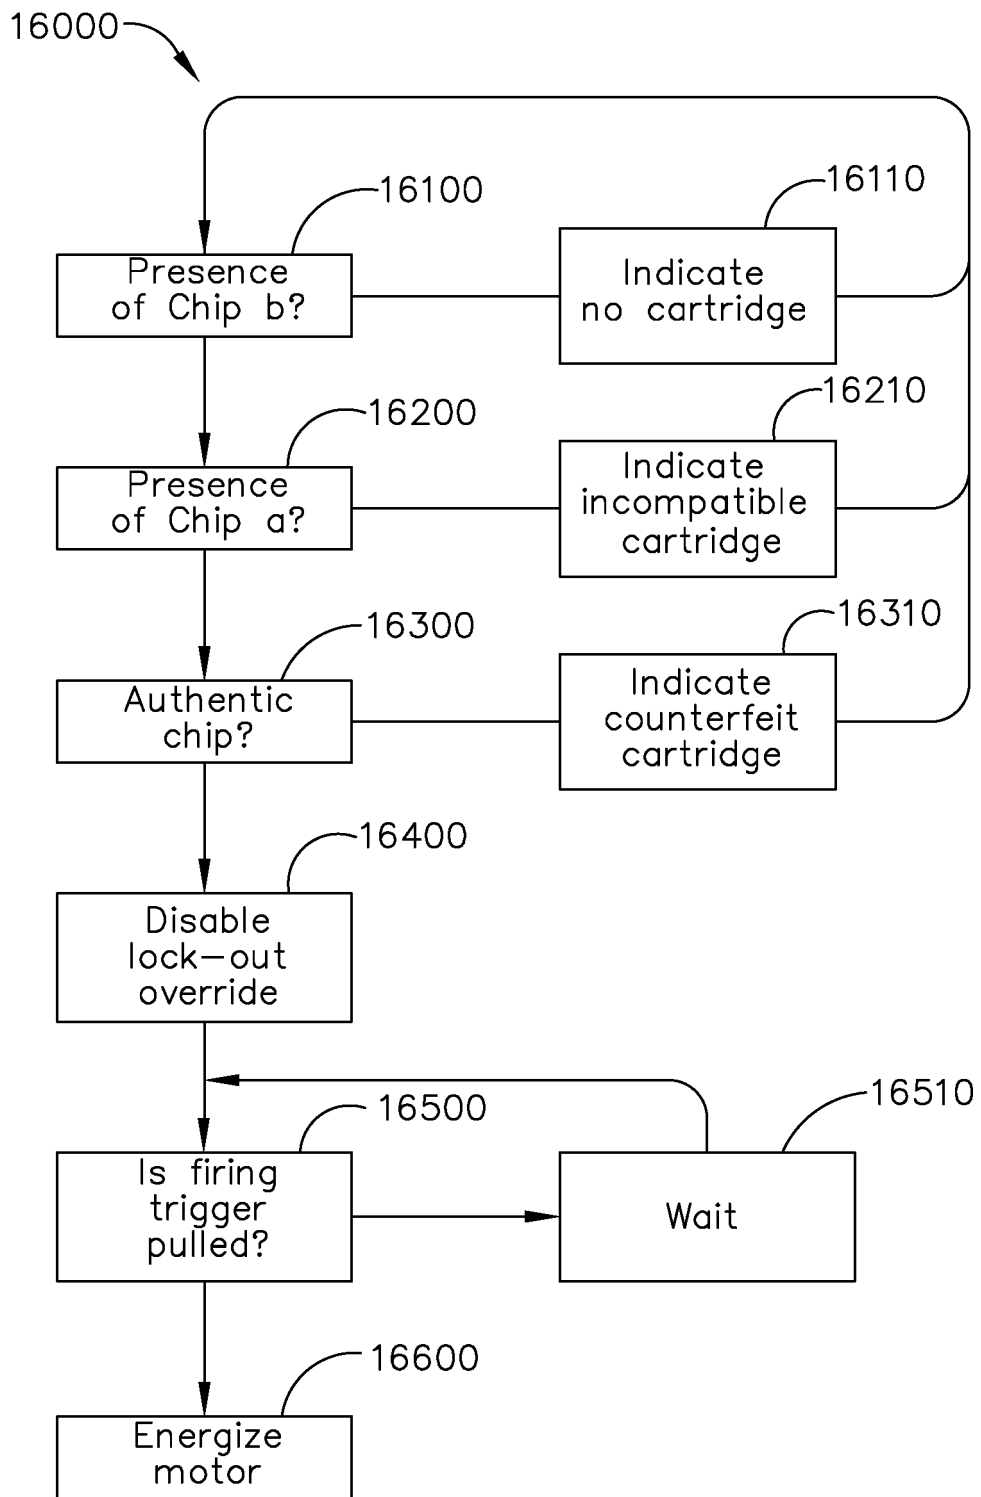 16000
16100
Presence
of Chip b?
16110
Indicate
no cartridge
16200
Presence
of Chip a?
16210
Indicate
incompatible
cartridge
16300
Authentic
chip?
16310
Indicate
counterfeit
cartridge
16400
Disable
lock-out
override
16500
Is firing
trigger
pulled?
16510
Wait
16600
Energize
motor